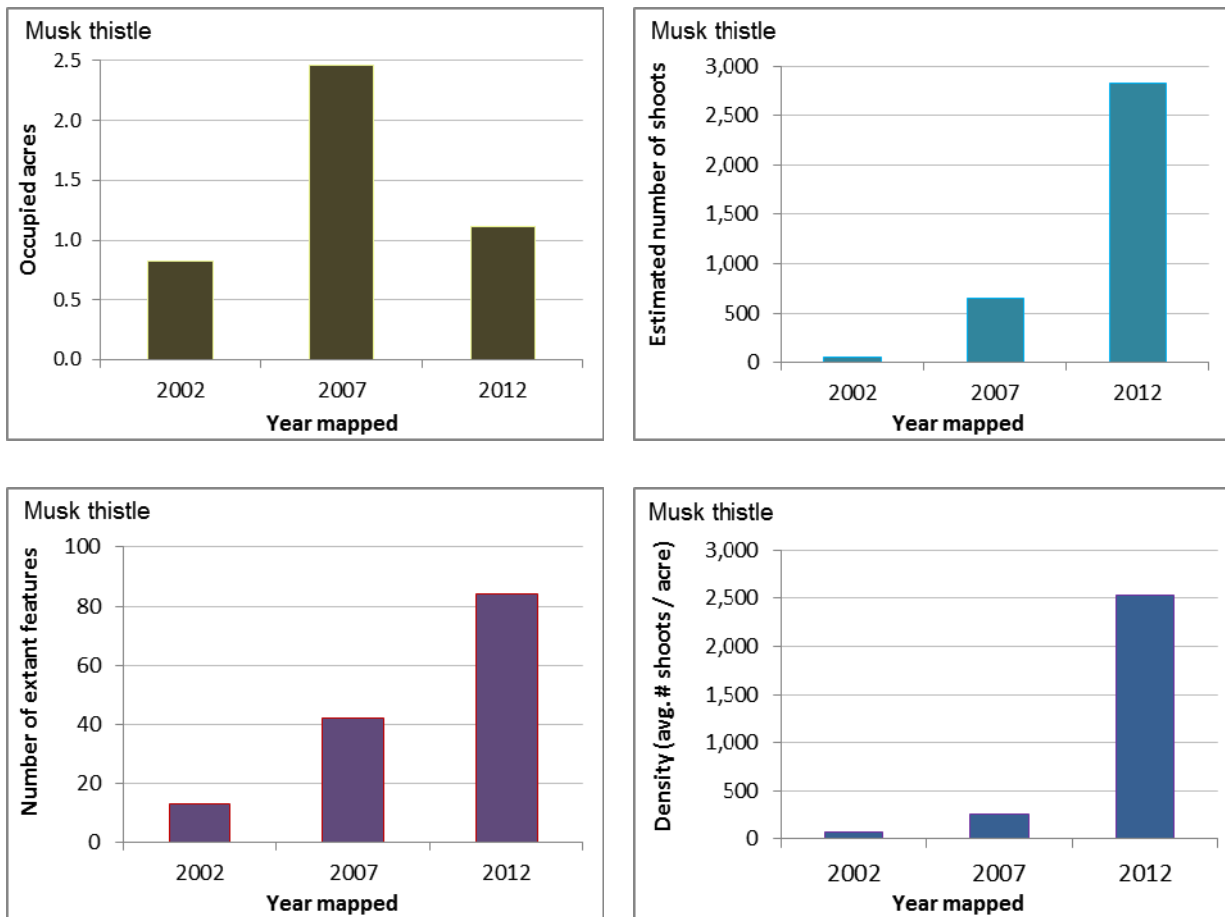 Musk thistle
Occupied acres
2.5
2.0
1.5
1.0
0.5
0.0
2002 2007 2012
Year mapped
Musk thistle
Estimated number of shoots
3,000
2,500
2,000
1,500
1,000
500
0
2002 2007 2012
Year mapped
Musk thistle
Number of extant features
100
80
60
40
20
0
2002 2007 2012
Year mapped
Musk thistle
Density (avg. # shoots / acre)
3,000
2,500
2,000
1,500
1,000
500
0
2002 2007 2012
Year mapped